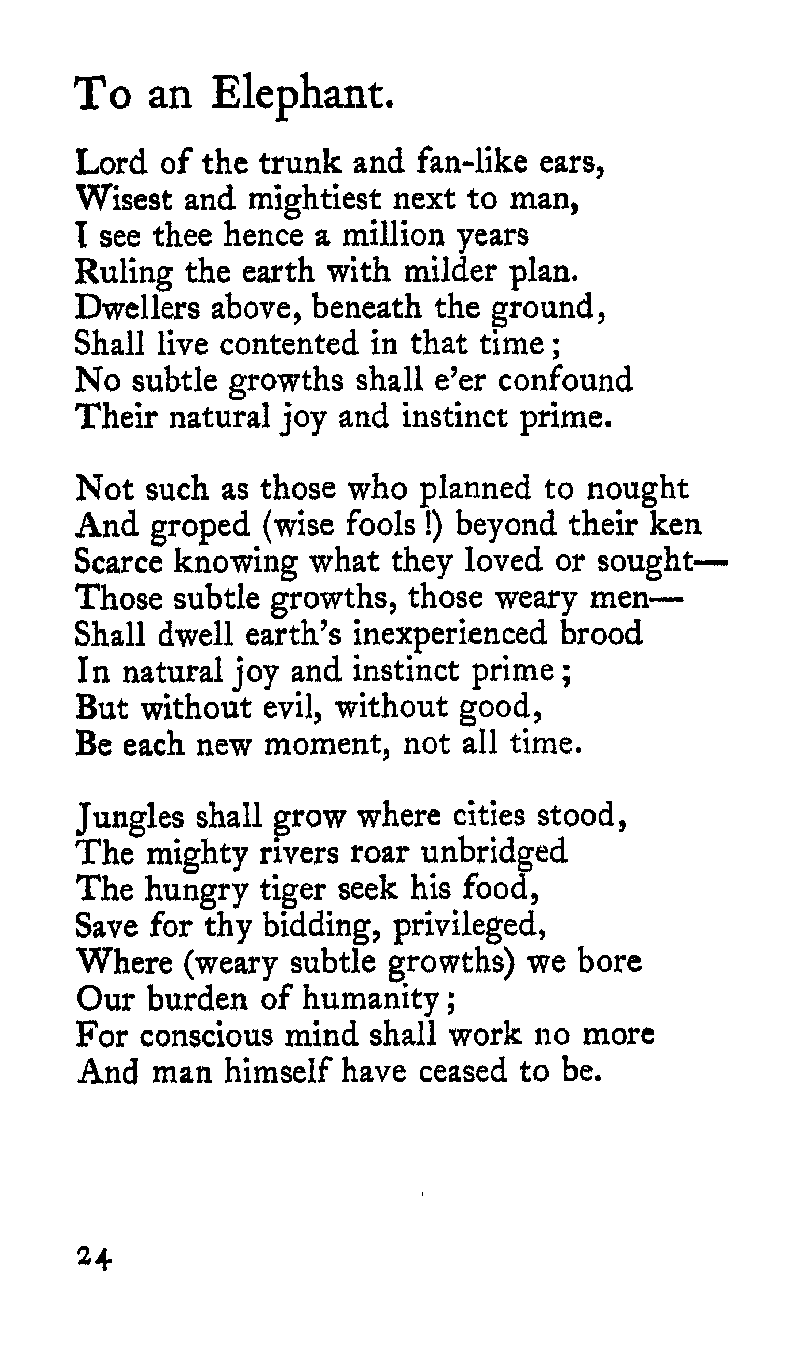 To an Elephant.
Lord of the trunk and fan-like ears,
Wisest and mightiest next to man,
I see thee hence a million years
Ruling the earth with milder plan.
Dwellers above, beneath the ground,
Shall live contented in that time;
No subtle growths shall e'er confound
Their natural joy and instinct prime.
Not such as those who planned to nought
And groped (wise fools!) beyond their ken
Scarce knowing what they loved or sought—
Those subtle growths, those weary men—
Shall dwell earth's inexperienced brood
In natural joy and instinct prime;
But without evil, without good,
Be each new moment, not all time.
Jungles shall grow where cities stood,
The mighty rivers roar unbridged
The hungry tiger seek his food,
Save for thy bidding, privileged,
Where (weary subtle growths) we bore
Our burden of humanity;
For conscious mind shall work no more
And man himself have ceased to be.
24